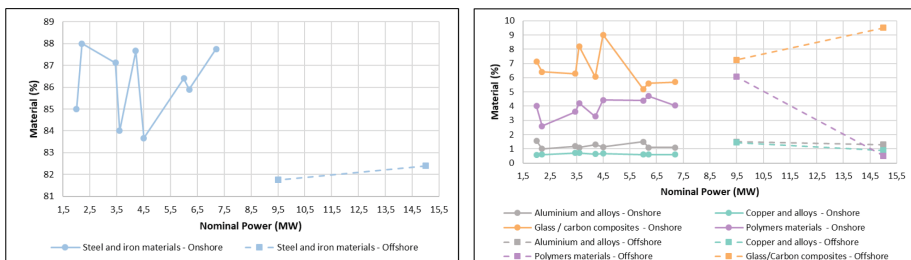 89
88
87
86
85
84
83
82
81
Material (%)
1,5 2,5 3,5 4,5 5,5 6,5 7,5 8,5 9,5 10,5 11,5 12,5 13,5 14,5 15,5
Nominal Power (MW)
Steel and iron materials - Onshore Steel and iron materials - Offshore
10
9
8
7
6
5
4
3
2
1
0
Material (%)
1,5 2,5 3,5 4,5 5,5 6,5 7,5 8,5 9,5 10,5 11,5 12,5 13,5 14,5 15,5
Nominal Power (MW)
Aluminium and alloys - Onshore Copper and alloys - Onshore
Glass / carbon composites - Onshore Polymers materials - Onshore
Aluminium and alloys - Offshore Copper and alloys - Offshore
Polymers materials - Offshore Glass/Carbon composites - Offshore